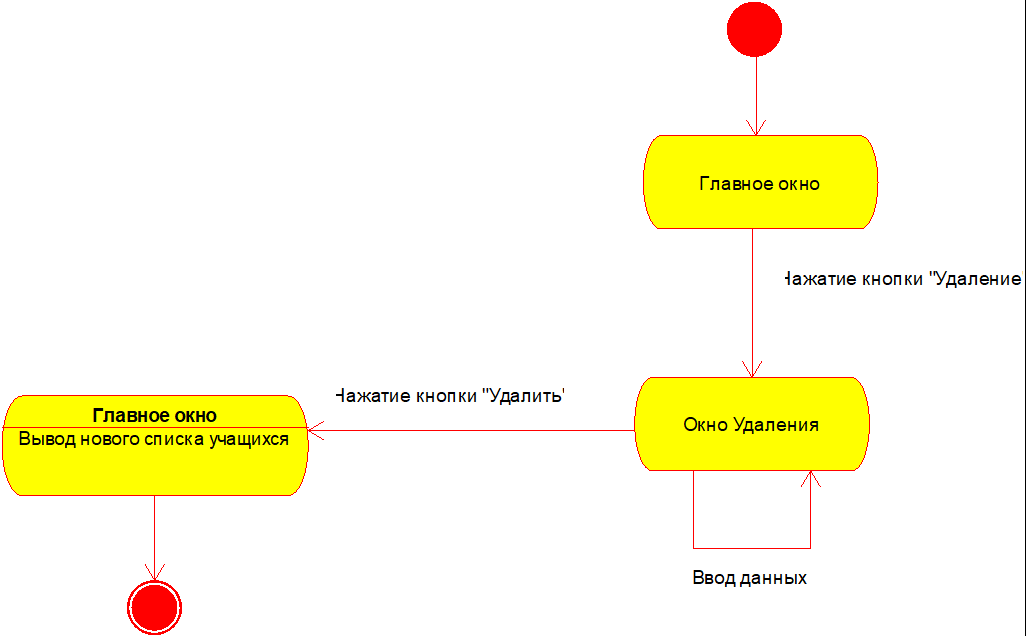 Главное окно
Нажатие кнопки "Удаление"
Нажатие кнопки "Удалить"
Главное окно
Вывод нового списка учащихся
Окно Удаления
Ввод данных